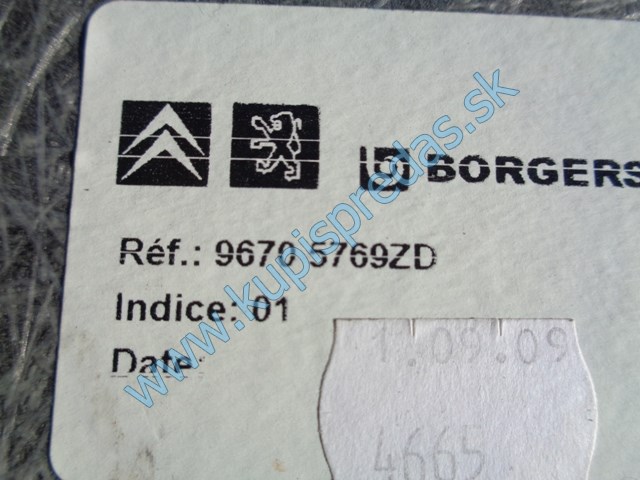 BORGERS
Réf.: 9670 5769ZD
Indice: 01
Date:
1.09.09
4665
www.kupispredas.sk